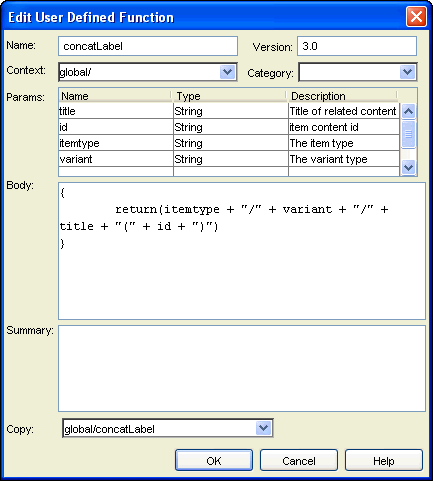 Edit User Defined Function
Name: concatLabel Version: 3.0
Context: global/ Category:
Params: Name Type Description
title String Title of related content
id String item content id
itemtype String The item type
variant String The variant type
Body:
{
return(itemtype + "/" + variant + "/" +
title + "(" + id + ")")
}
Summary:
Copy: global/concatLabel
OK Cancel Help